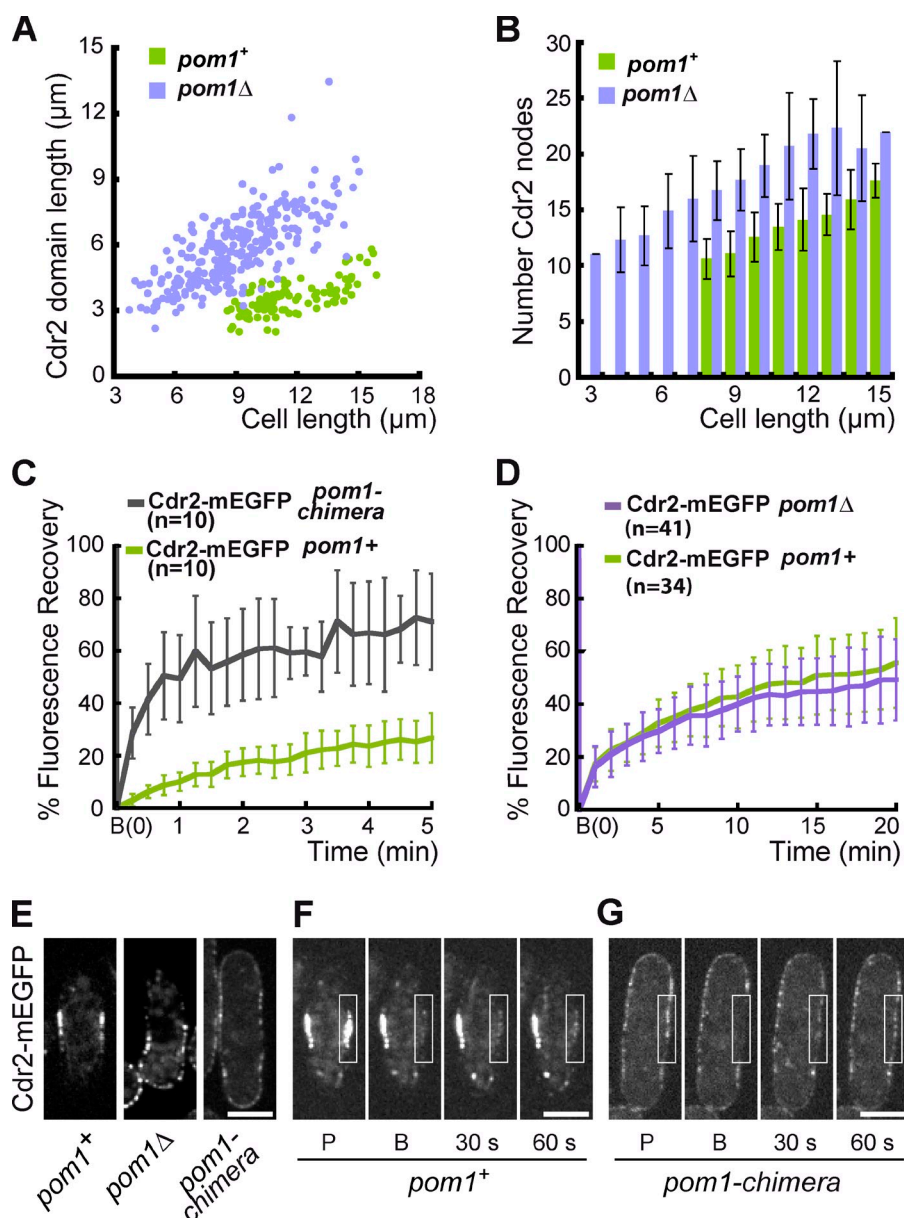 A
pom1+
pom1Δ
Cdr2 domain length (µm)
15
12
9
6
3
0
3 6 9 12 15 18
Cell length (µm)
B
pom1+
pom1Δ
Number Cdr2 nodes
30
25
20
15
10
5
0
3 6 9 12 15
Cell length (µm)
C
Cdr2-mEGFP pom1-
(n=10) chimera
Cdr2-mEGFP pom1+
(n=10)
% Fluorescence Recovery
100
80
60
40
20
0
B(0) 1 2 3 4 5
Time (min)
D
Cdr2-mEGFP pom1Δ
(n=41)
Cdr2-mEGFP pom1+
(n=34)
% Fluorescence Recovery
100
80
60
40
20
0
B(0) 5 10 15 20
Time (min)
E
Cdr2-mEGFP
pom1+
pom1Δ
pom1-
chimera
F
P B 30 s 60 s
pom1+
G
P B 30 s 60 s
pom1-chimera